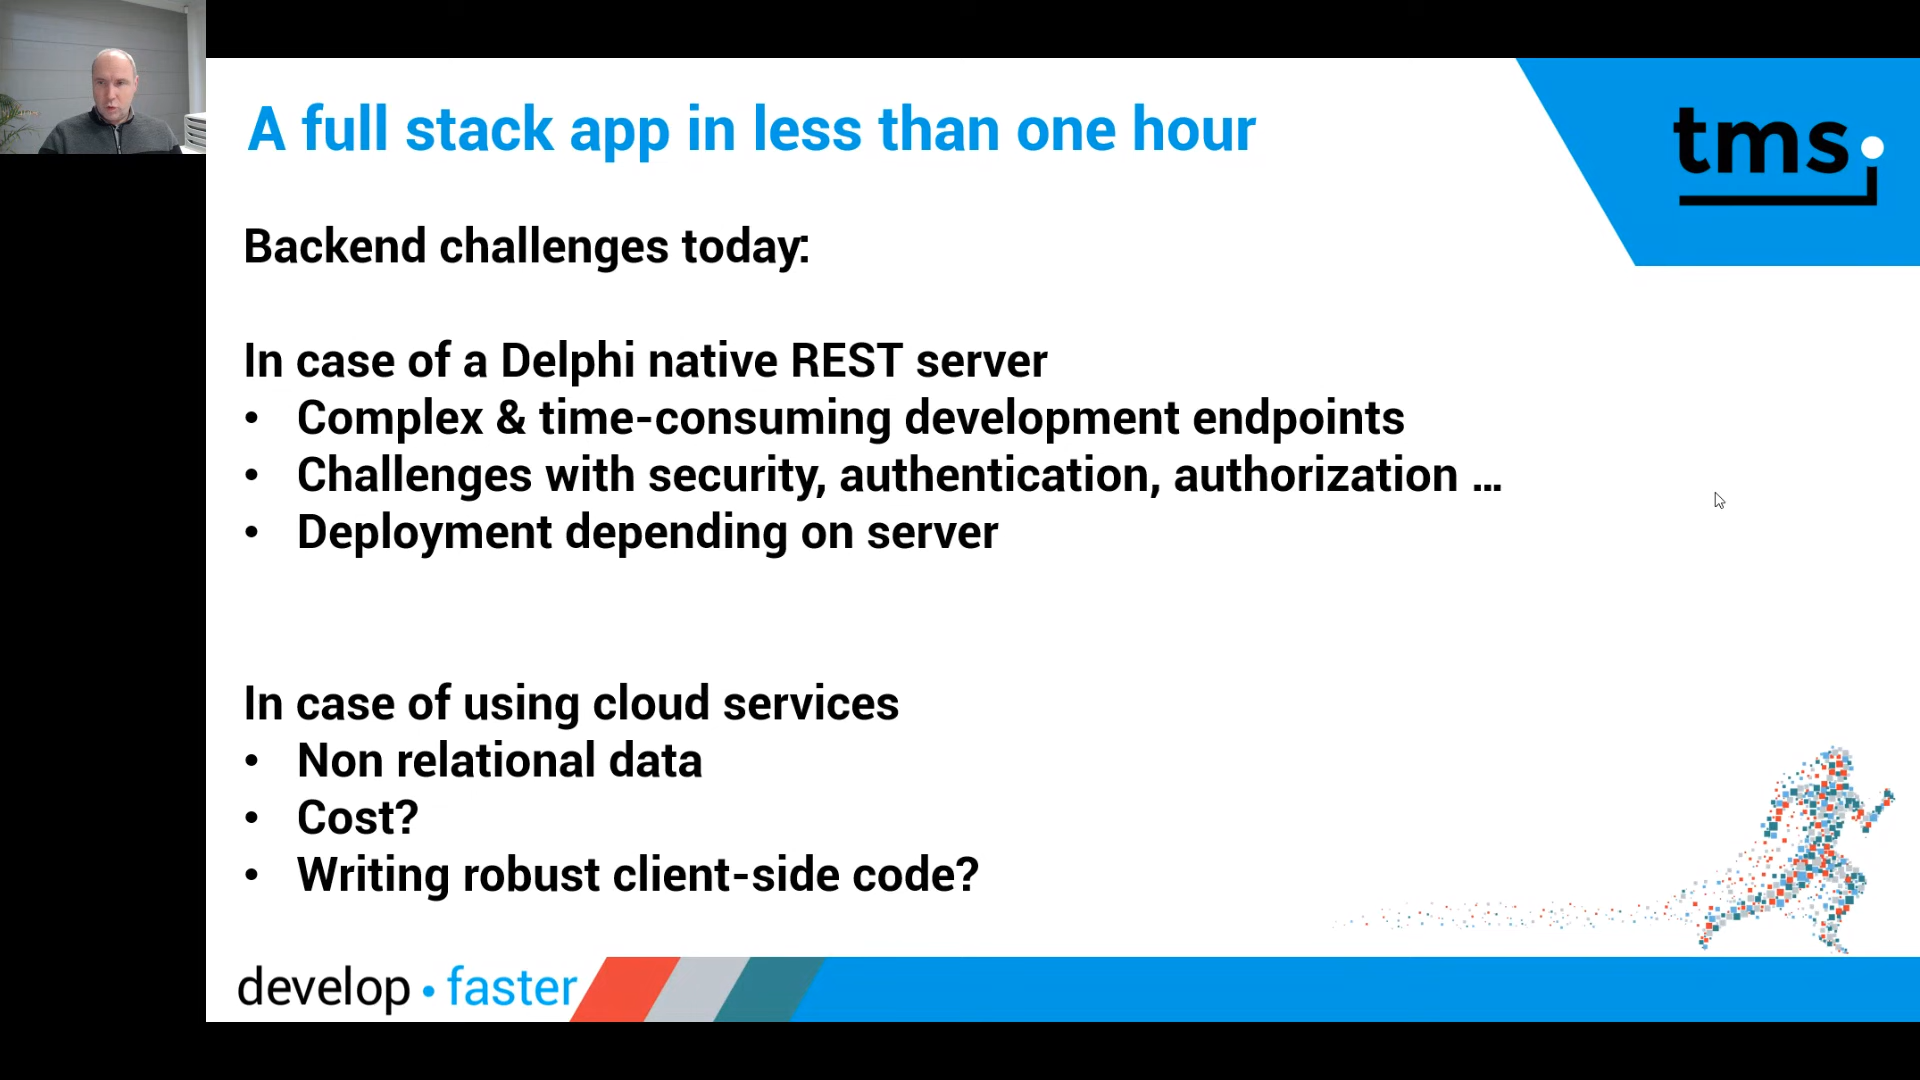 A full stack app in less than one hour
tms
Backend challenges today:
In case of a Delphi native REST server
• Complex & time-consuming development endpoints
• Challenges with security, authentication, authorization ...
• Deployment depending on server
In case of using cloud services
• Non relational data
• Cost?
• Writing robust client-side code?
develop • faster